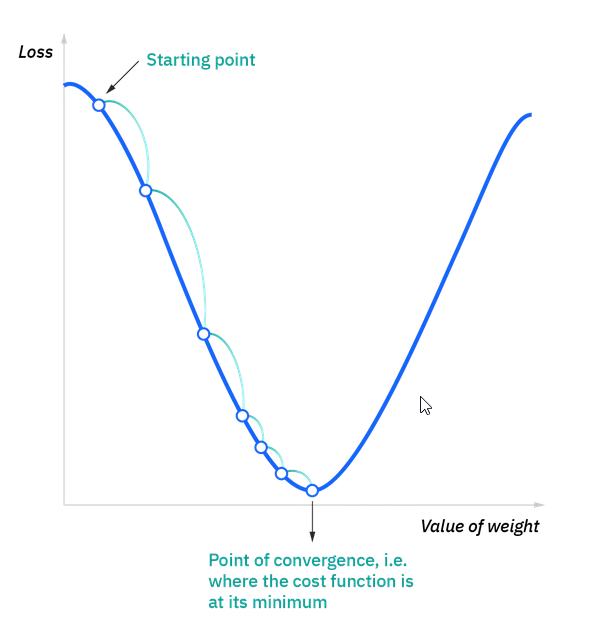 Loss
Starting point
Value of weight
Point of convergence, i.e.
where the cost function is
at its minimum